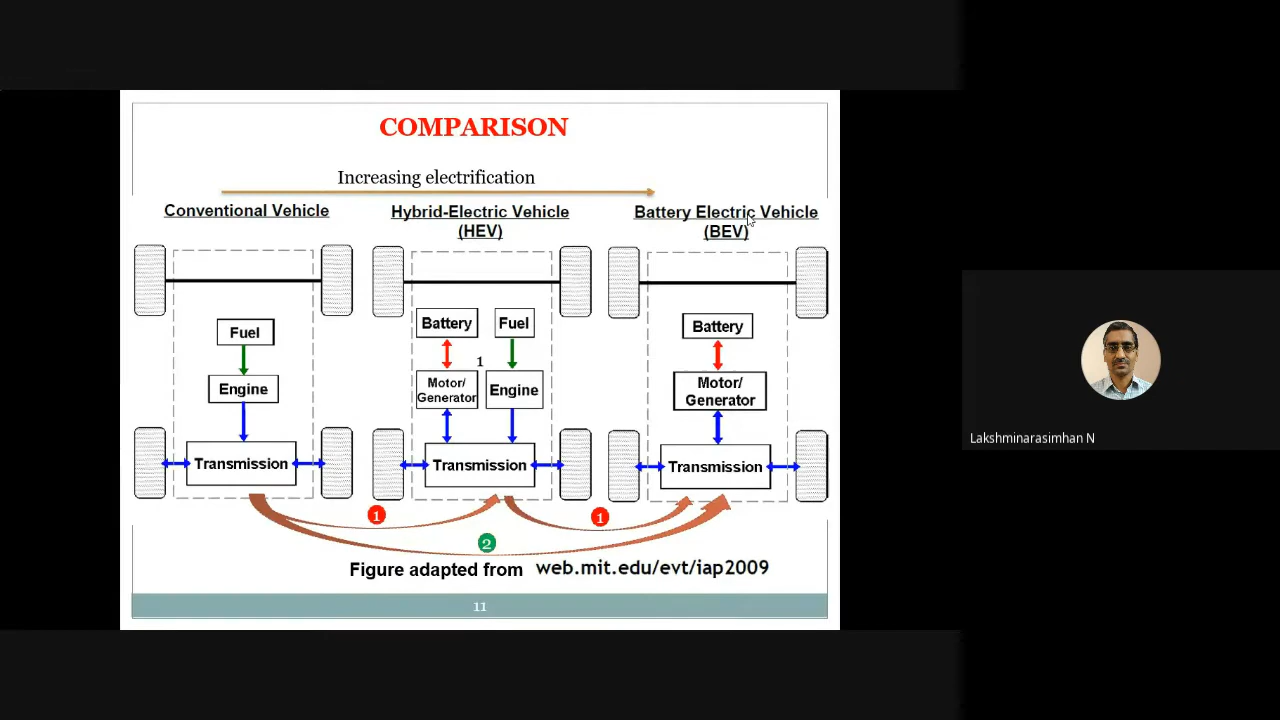 COMPARISON
Increasing electrification
Conventional Vehicle
Hybrid-Electric Vehicle
(HEV)
Battery Electric Vehicle
(BEV)
Fuel
Engine
Transmission
Battery
Fuel
1
Motor/
Generator
Engine
Transmission
Battery
Motor/
Generator
Transmission
1
1
2
Figure adapted from web.mit.edu/evt/iap2009
11
Lakshminarasimhan N